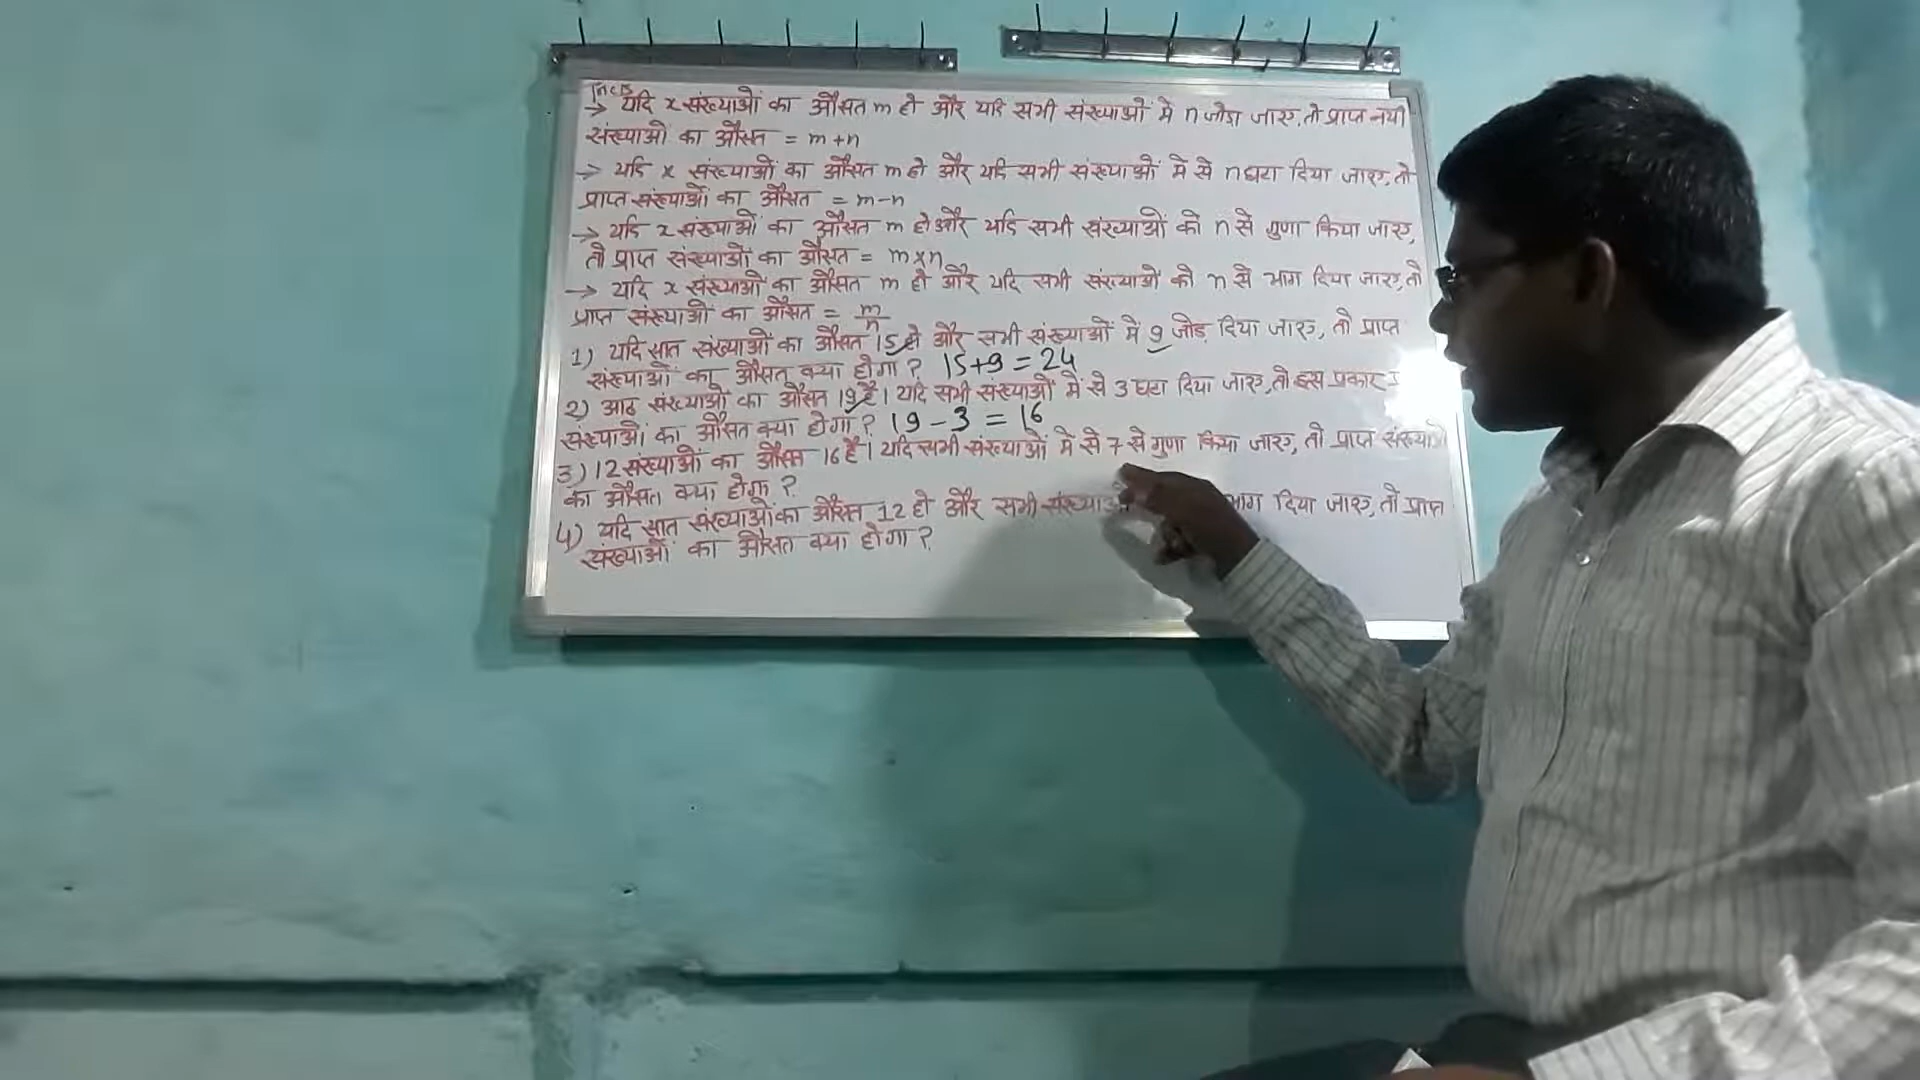 Tricks
→ यदि x संख्याओं का औसत m हो और यदि सभी संख्याओं में n जोड़ा जाए, तो प्राप्त नयी
संख्याओं का औसत = m+n
→ यदि x संख्याओं का औसत m हो और यदि सभी संख्याओं में से n घटा दिया जाए, तो
प्राप्त संख्याओं का औसत = m-n
→ यदि x संख्याओं का औसत m हो और यदि सभी संख्याओं को n से गुणा किया जाए,
तो प्राप्त संख्याओं का औसत = m×n
→ यदि x संख्याओं का औसत m हो और यदि सभी संख्याओं को n से भाग दिया जाए, तो
प्राप्त संख्याओं का औसत = m/n
1) यदि सात संख्याओं का औसत 15 हो और सभी संख्याओं में 9 जोड़ दिया जाए, तो प्राप्त
संख्याओं का औसत क्या होगा? 15+9=24
2) आठ संख्याओं का औसत 19 है। यदि सभी संख्याओं में से 3 घटा दिया जाए, तो इस प्रकार
संख्याओं का औसत क्या होगा? 19-3=16
3) 12 संख्याओं का औसत 16 है। यदि सभी संख्याओं में से 7 से गुणा किया जाए, तो प्राप्त संख्याओं
का औसत क्या होगा?
4) यदि सात संख्याओं का औसत 12 हो और सभी भाग दिया जाए, तो प्राप्त
संख्याओं का औसत क्या होगा?